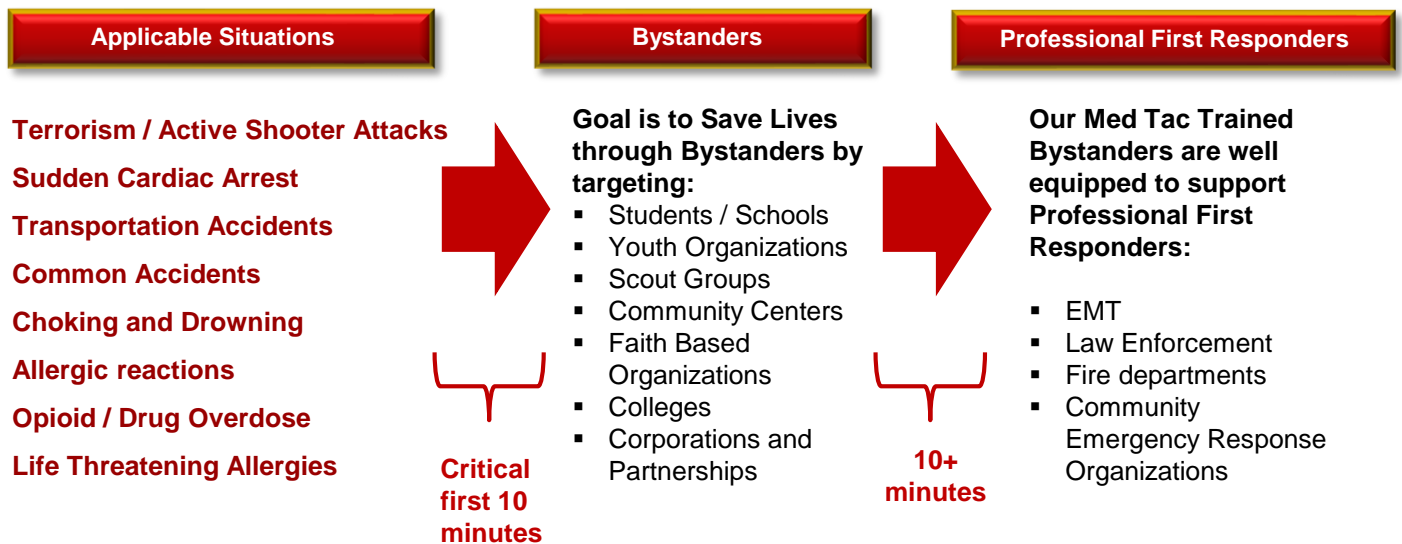 Applicable Situations
Terrorism / Active Shooter Attacks
Sudden Cardiac Arrest
Transportation Accidents
Common Accidents
Choking and Drowning
Allergic reactions
Opioid / Drug Overdose
Life Threatening Allergies
Critical
first 10
minutes
Bystanders
Goal is to Save Lives
through Bystanders by
targeting:
▪ Students / Schools
▪ Youth Organizations
▪ Scout Groups
▪ Community Centers
▪ Faith Based
Organizations
▪ Colleges
▪ Corporations and
Partnerships
10+
minutes
Professional First Responders
Our Med Tac Trained
Bystanders are well
equipped to support
Professional First
Responders:
▪ EMT
▪ Law Enforcement
▪ Fire departments
▪ Community
Emergency Response
Organizations